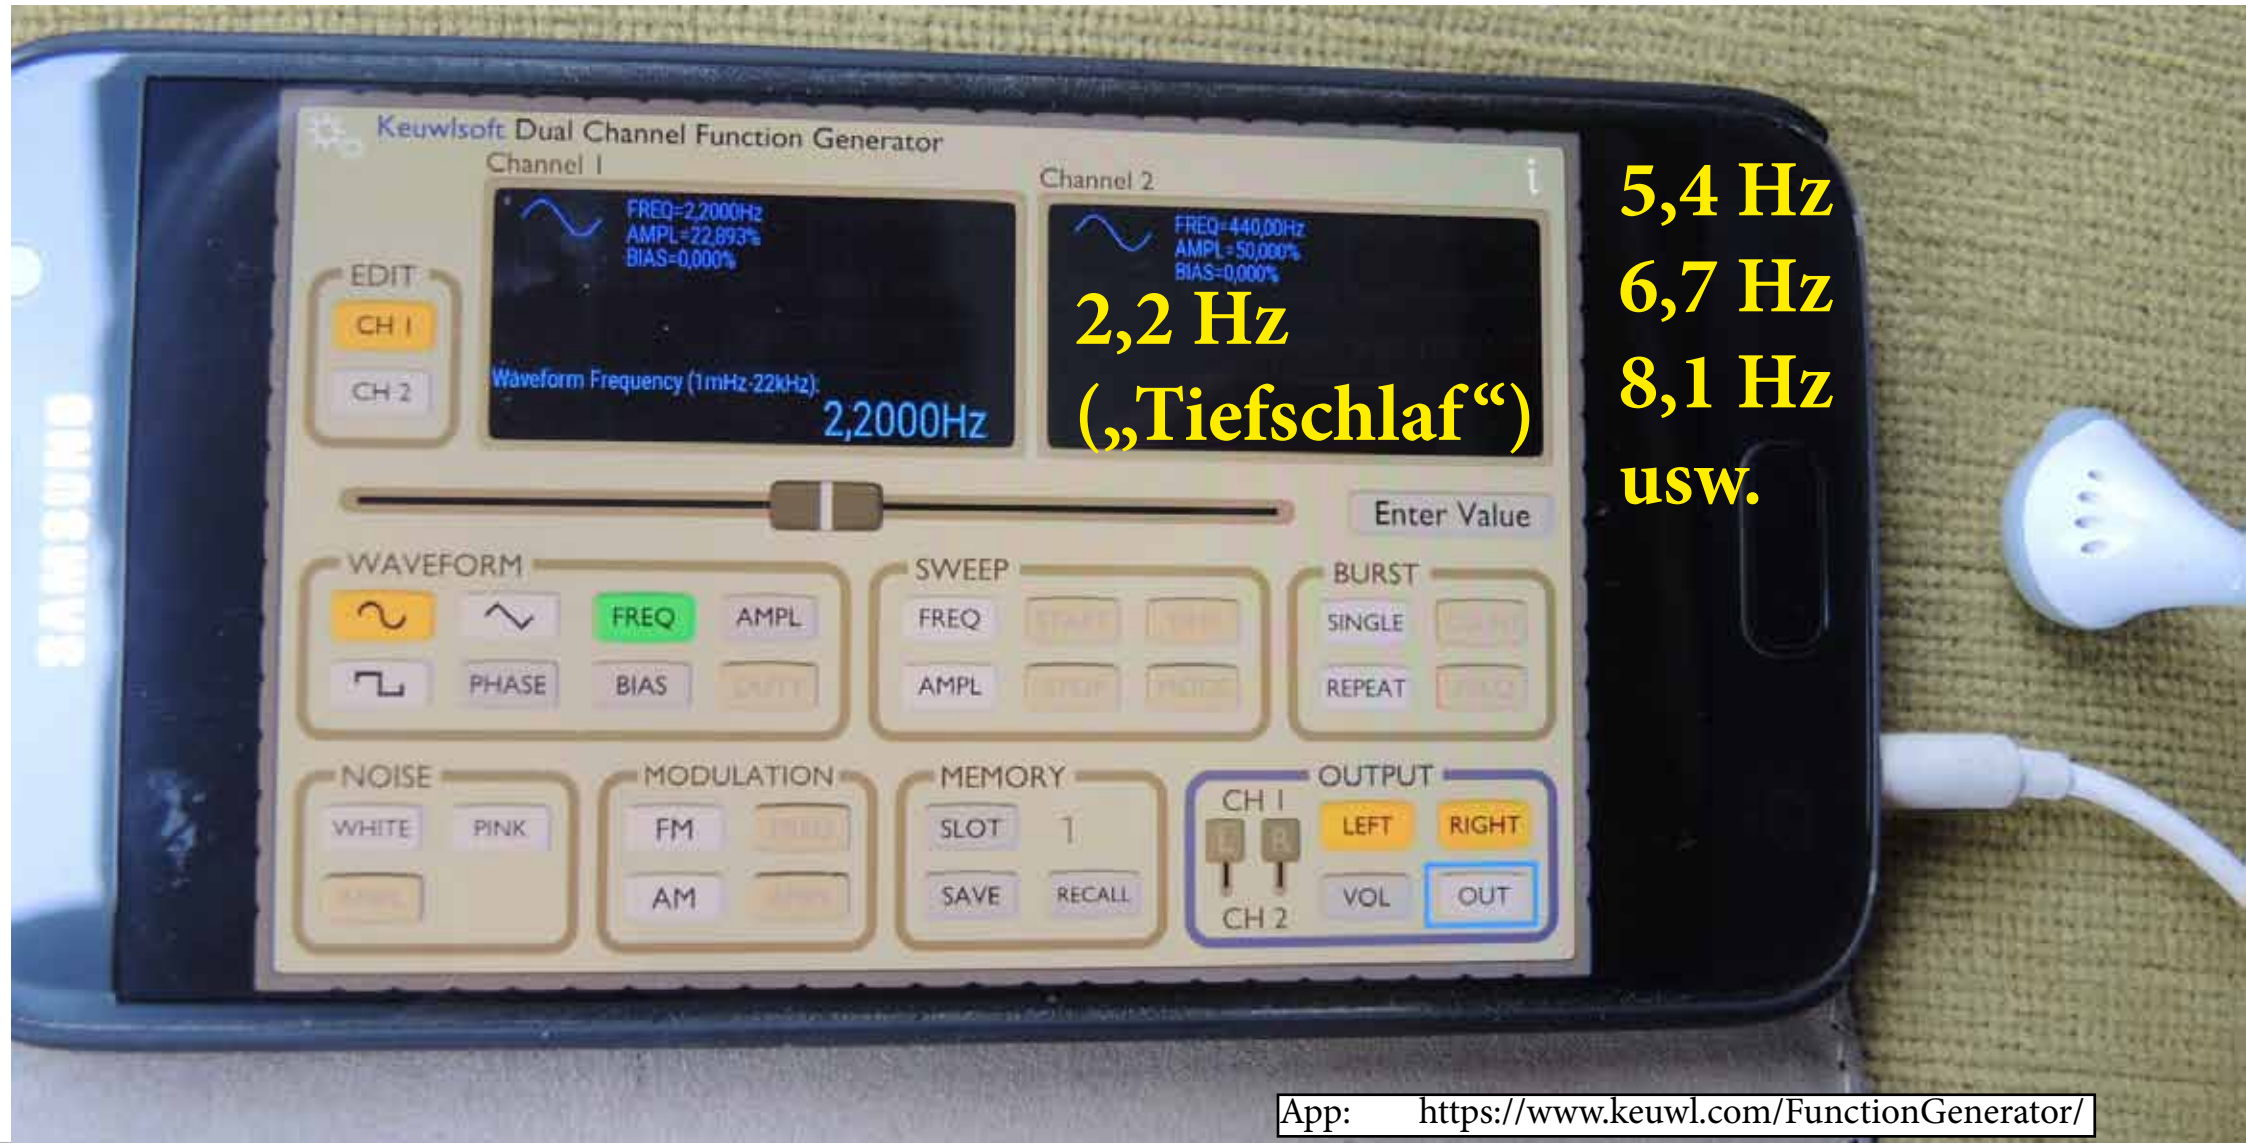 SAMSUNG
Keuwlsoft Dual Channel Function Generator
Channel 1
FREQ=2,2000Hz
AMPL=22,893%
BIAS=0,000%
Waveform Frequency (1mHz-22kHz):
2,2000Hz
Channel 2
i
FREQ=440,00Hz
AMPL=50,000%
BIAS=0,000%
2,2 Hz
(„Tiefschlaf“)
5,4 Hz
6,7 Hz
8,1 Hz
usw.
EDIT
CH 1
CH 2
Enter Value
WAVEFORM
FREQ AMPL
PHASE BIAS DUTY
SWEEP
FREQ START
AMPL STOP MODE
BURST
SINGLE
REPEAT
NOISE
WHITE PINK
MODULATION
FM
AM
MEMORY
SLOT 1
SAVE RECALL
OUTPUT
CH 1
L R
CH 2
LEFT RIGHT
VOL OUT
App: https://www.keuwl.com/FunctionGenerator/